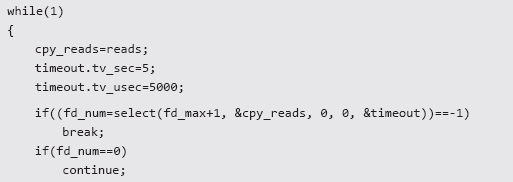 while(1)
{
    cpy_reads=reads;
    timeout.tv_sec=5;
    timeout.tv_usec=5000;
    if((fd_num=select(fd_max+1, &cpy_reads, 0, 0, &timeout))==-1)
        break;
    if(fd_num==0)
        continue;